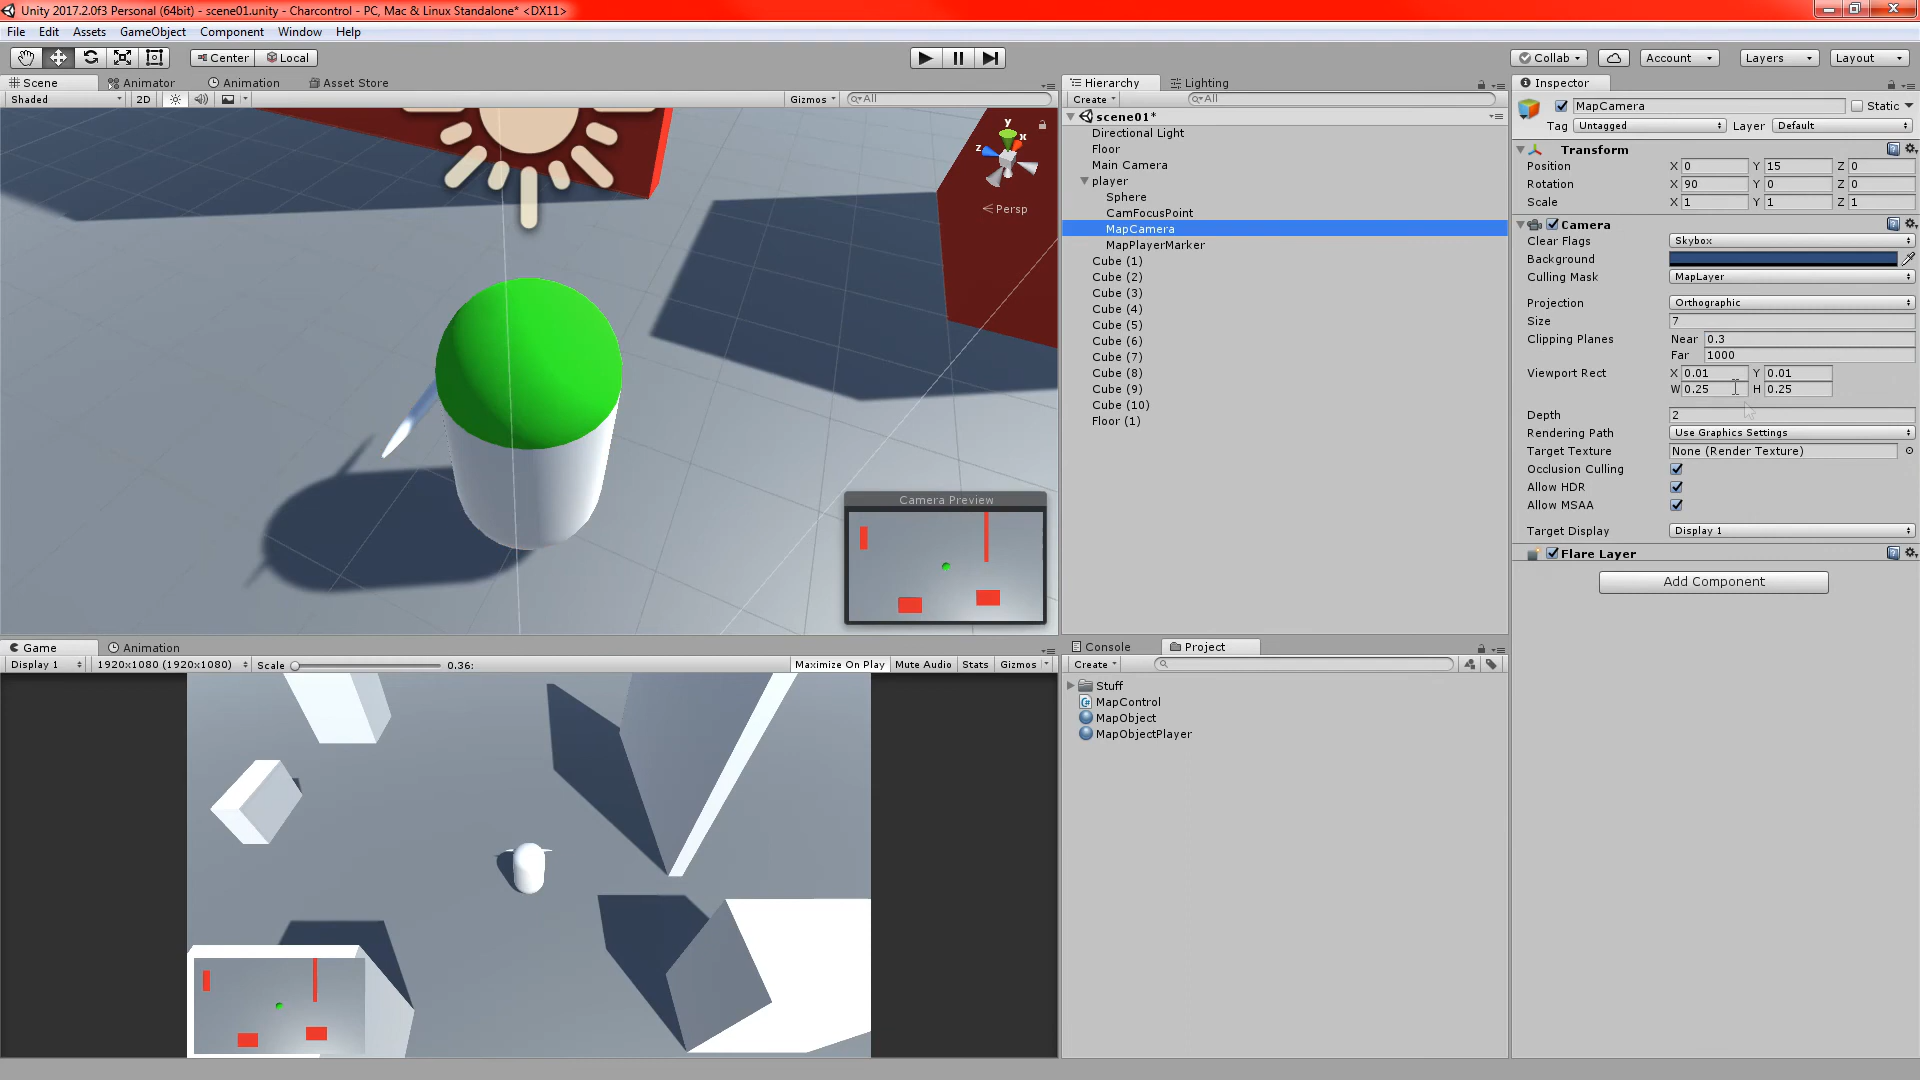 Unity 2017.2.0f3 Personal (64bit) - scene01.unity - Charcontrol - PC, Mac & Linux Standalone* <DX11>
File Edit Assets GameObject Component Window Help
Center Local Collab Account Layers Layout
Scene Animator Animation Asset Store
Shaded 2D Gizmos All
y x z
Persp
Camera Preview
Game Animation
Display 1 1920x1080 (1920x1080) Scale 0.36: Maximize On Play Mute Audio Stats Gizmos
Hierarchy Lighting
Create All
scene01*
Directional Light
Floor
Main Camera
player
Sphere
CamFocusPoint
MapCamera
MapPlayerMarker
Cube (1)
Cube (2)
Cube (3)
Cube (4)
Cube (5)
Cube (6)
Cube (7)
Cube (8)
Cube (9)
Cube (10)
Floor (1)
Console Project
Create
Stuff
MapControl
MapObject
MapObjectPlayer
Inspector
MapCamera Static
Tag Untagged Layer Default
Transform
Position X 0 Y 15 Z 0
Rotation X 90 Y 0 Z 0
Scale X 1 Y 1 Z 1
Camera
Clear Flags Skybox
Background
Culling Mask MapLayer
Projection Orthographic
Size 7
Clipping Planes Near 0.3
Far 1000
Viewport Rect X 0.01 Y 0.01
W 0.25 H 0.25
Depth 2
Rendering Path Use Graphics Settings
Target Texture None (Render Texture)
Occlusion Culling
Allow HDR
Allow MSAA
Target Display Display 1
Flare Layer
Add Component